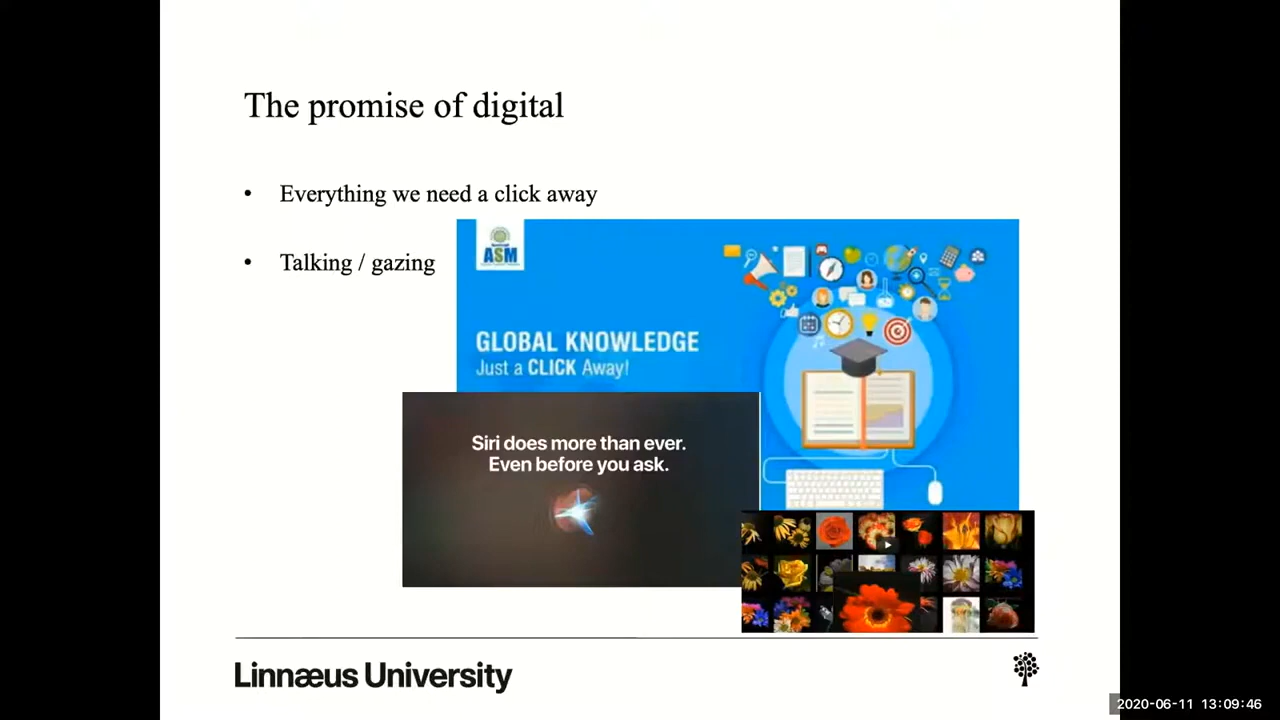 The promise of digital
• Everything we need a click away
• Talking / gazing
ASM
GLOBAL KNOWLEDGE
Just a CLICK Away!
Siri does more than ever.
Even before you ask.
Linnæus University
2020-06-11 13:09:46